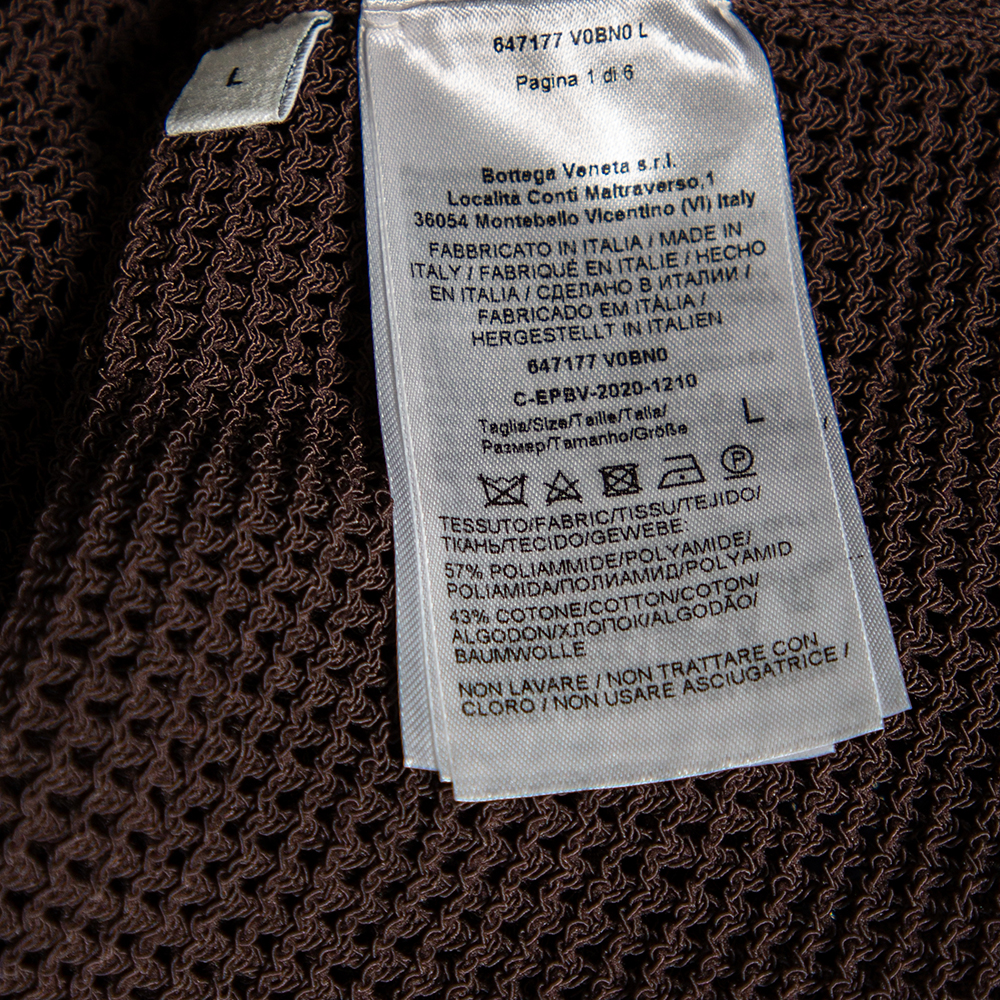 L
647177 V0BN0 L
Pagina 1 di 6
Bottega Veneta s.r.l.
Località Conti Maltraverso,1
36054 Montebello Vicentino (VI) Italy
FABBRICATO IN ITALIA / MADE IN
ITALY / FABRIQUÉ EN ITALIE / HECHO
EN ITALIA / СДЕЛАНО В ИТАЛИИ /
FABRICADO EM ITÁLIA /
HERGESTELLT IN ITALIEN
647177 V0BN0
C-EPBV-2020-1210
Taglia/Size/Taille/Talla/
Размер/Tamanho/Größe
L
P
TESSUTO/FABRIC/TISSU/TEJIDO/
ТКАНЬ/TECIDO/GEWEBE:
57% POLIAMMIDE/POLYAMIDE/
POLIAMIDA/ПОЛИАМИД/POLYAMID
43% COTONE/COTTON/COTON/
ALGODON/ХЛОПОК/ALGODÃO/
BAUMWOLLE
NON LAVARE / NON TRATTARE CON
CLORO / NON USARE ASCIUGATRICE /